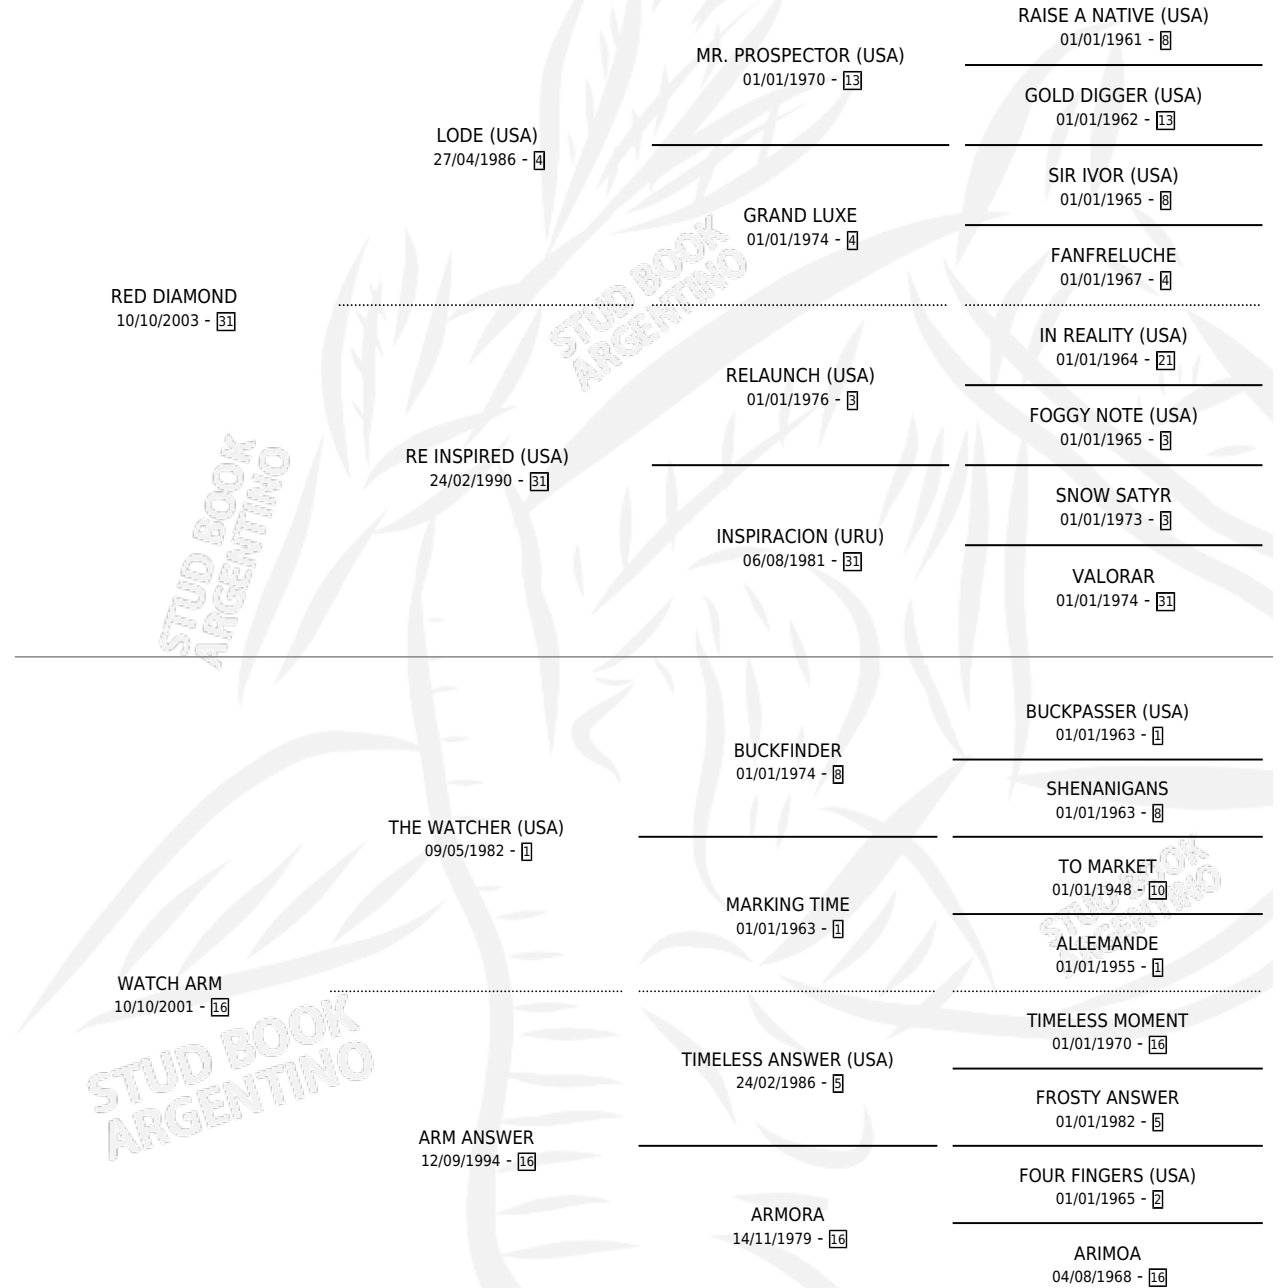 RAISE A NATIVE (USA)
01/01/1961 - 8
MR. PROSPECTOR (USA)
01/01/1970 - 13
GOLD DIGGER (USA)
01/01/1962 - 13
LODE (USA)
27/04/1986 - 4
SIR IVOR (USA)
01/01/1965 - 8
GRAND LUXE
01/01/1974 - 4
FANFRELUCHE
01/01/1967 - 4
RED DIAMOND
10/10/2003 - 31
IN REALITY (USA)
01/01/1964 - 21
RELAUNCH (USA)
01/01/1976 - 3
FOGGY NOTE (USA)
01/01/1965 - 3
RE INSPIRED (USA)
24/02/1990 - 31
SNOW SATYR
01/01/1973 - 3
INSPIRACION (URU)
06/08/1981 - 31
VALORAR
01/01/1974 - 31
BUCKPASSER (USA)
01/01/1963 - 1
BUCKFINDER
01/01/1974 - 8
SHENANIGANS
01/01/1963 - 8
THE WATCHER (USA)
09/05/1982 - 1
TO MARKET
01/01/1948 - 10
MARKING TIME
01/01/1963 - 1
ALLEMANDE
01/01/1955 - 1
WATCH ARM
10/10/2001 - 16
TIMELESS MOMENT
01/01/1970 - 16
TIMELESS ANSWER (USA)
24/02/1986 - 5
FROSTY ANSWER
01/01/1982 - 5
ARM ANSWER
12/09/1994 - 16
FOUR FINGERS (USA)
01/01/1965 - 2
ARMORA
14/11/1979 - 16
ARIMOA
04/08/1968 - 16
STUD BOOK
ARGENTINO
STUD BOOK
ARGENTINO
STUD BOOK
ARGENTINO
STUD BOOK
ARGENTINO